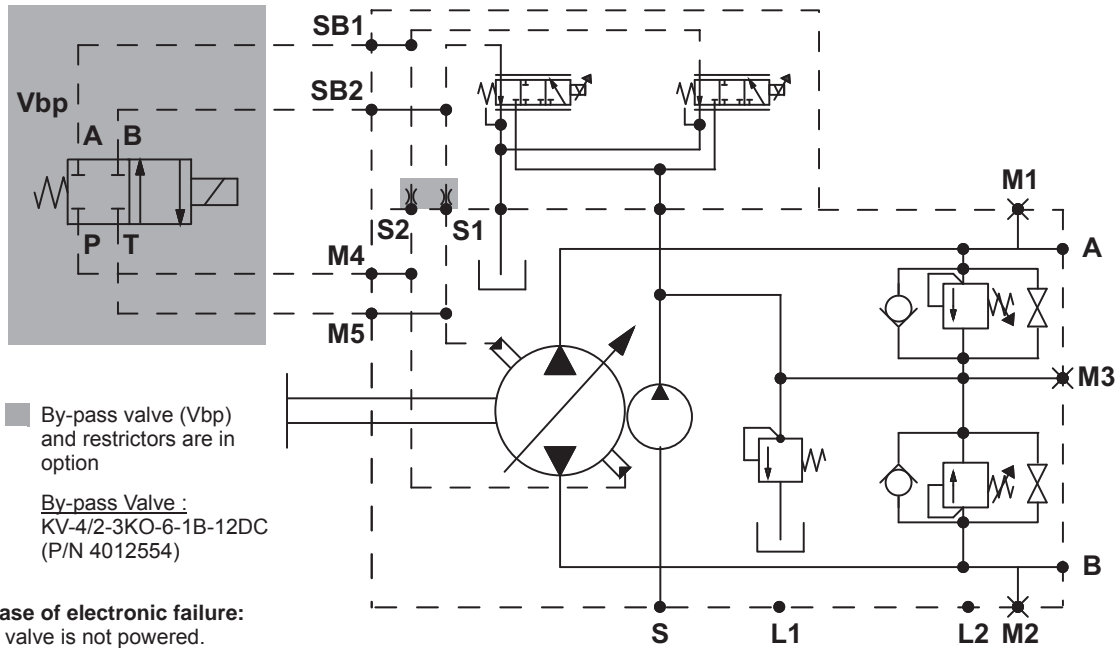 SB1
SB2
Vbp
A B
P T
M1
S2 S1
M4
M5
A
M3
By-pass valve (Vbp)
and restrictors are in
option
By-pass Valve :
KV-4/2-3KO-6-1B-12DC
(P/N 4012554)
B
ase of electronic failure:
valve is not powered.
S L1 L2 M2